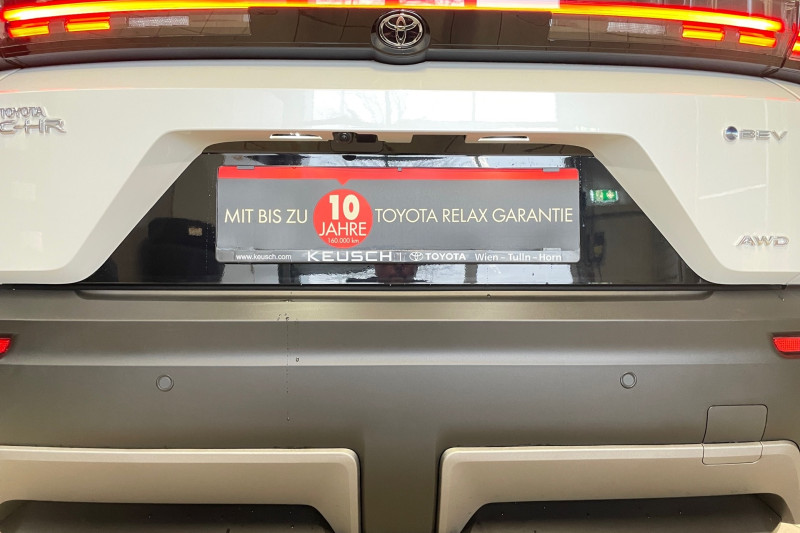 TOYOTA
C-HR
BEV
AWD
MIT BIS ZU 10 JAHRE TOYOTA RELAX GARANTIE
160.000 km
www.keusch.com KEUSCH TOYOTA Wien - Tulln - Horn